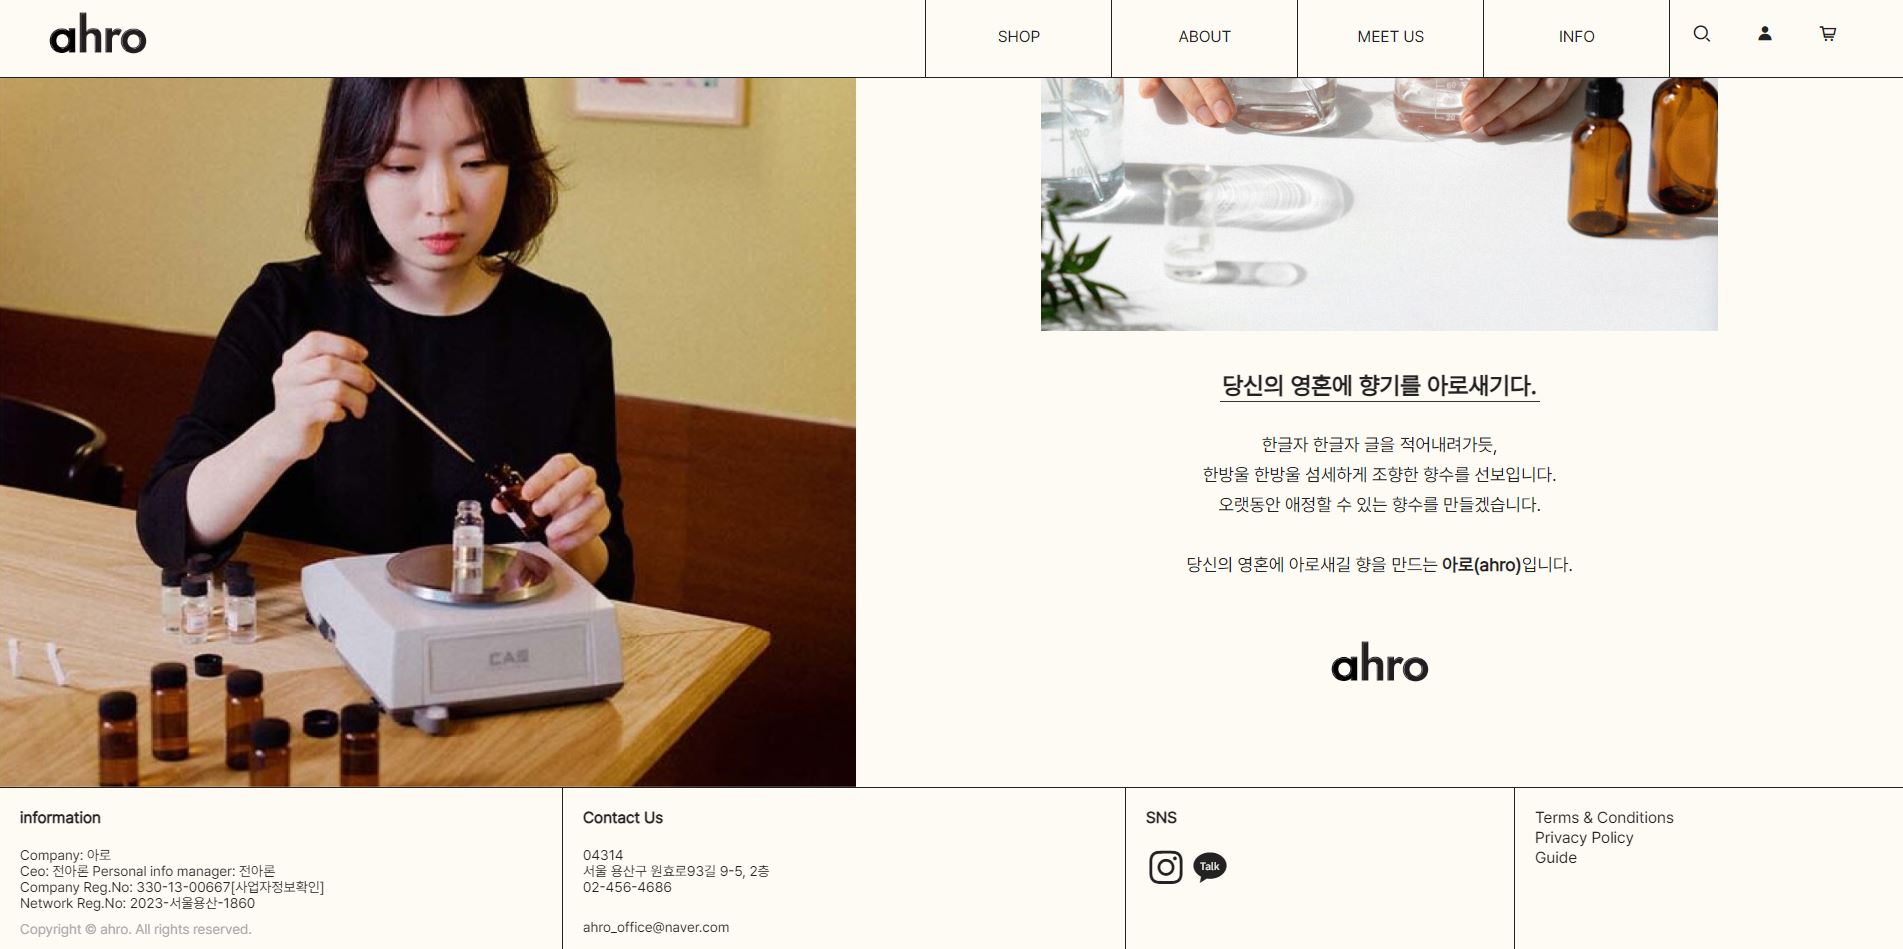 ahro
SHOP
ABOUT
MEET US
INFO
CAS
당신의 영혼에 향기를 아로새기다.
한글자 한글자 글을 적어내려가듯,
한방울 한방울 섬세하게 조향한 향수를 선보입니다.
오랫동안 애정할 수 있는 향수를 만들겠습니다.
당신의 영혼에 아로새길 향을 만드는 아로(ahro)입니다.
ahro
information
Company: 아로
Ceo: 전아론 Personal info manager: 전아론
Company Reg.No: 330-13-00667[사업자정보확인]
Network Reg.No: 2023-서울용산-1860
Copyright © ahro. All rights reserved.
Contact Us
04314
서울 용산구 원효로93길 9-5, 2층
02-456-4686
ahro_office@naver.com
SNS
Talk
Terms & Conditions
Privacy Policy
Guide